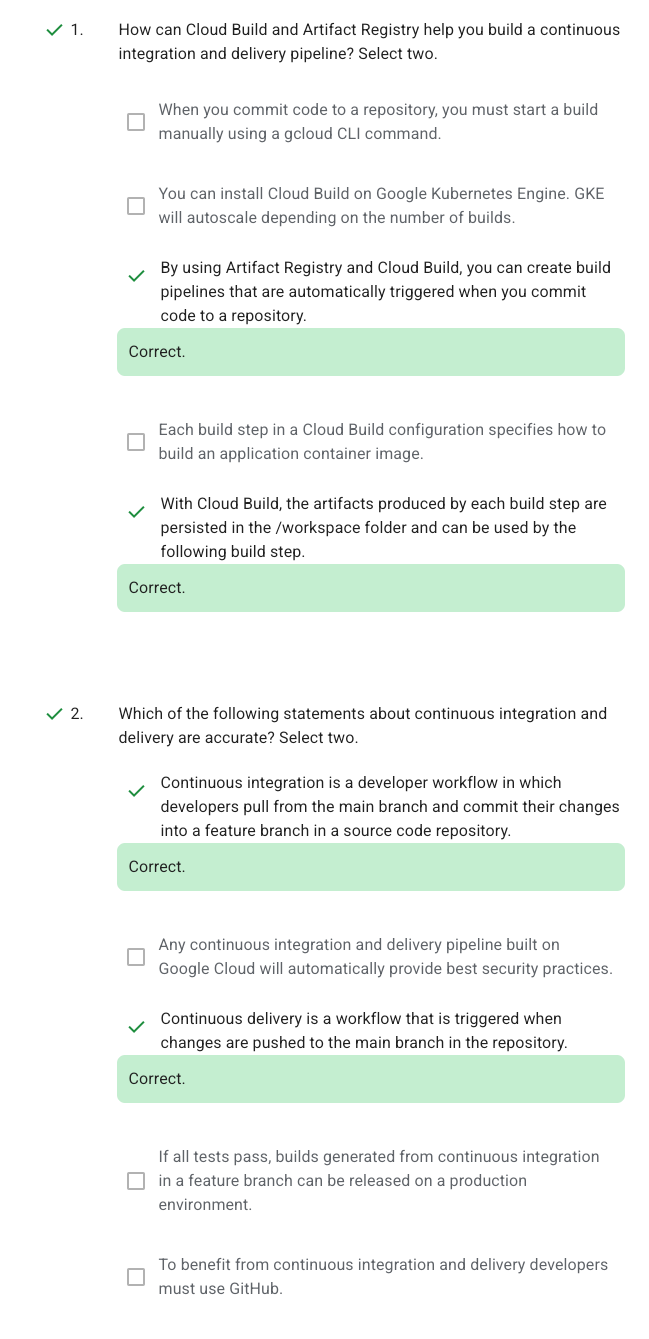 1. How can Cloud Build and Artifact Registry help you build a continuous
integration and delivery pipeline? Select two.
When you commit code to a repository, you must start a build
manually using a gcloud CLI command.
You can install Cloud Build on Google Kubernetes Engine. GKE
will autoscale depending on the number of builds.
By using Artifact Registry and Cloud Build, you can create build
pipelines that are automatically triggered when you commit
code to a repository.
Correct.
Each build step in a Cloud Build configuration specifies how to
build an application container image.
With Cloud Build, the artifacts produced by each build step are
persisted in the /workspace folder and can be used by the
following build step.
Correct.
2. Which of the following statements about continuous integration and
delivery are accurate? Select two.
Continuous integration is a developer workflow in which
developers pull from the main branch and commit their changes
into a feature branch in a source code repository.
Correct.
Any continuous integration and delivery pipeline built on
Google Cloud will automatically provide best security practices.
Continuous delivery is a workflow that is triggered when
changes are pushed to the main branch in the repository.
Correct.
If all tests pass, builds generated from continuous integration
in a feature branch can be released on a production
environment.
To benefit from continuous integration and delivery developers
must use GitHub.